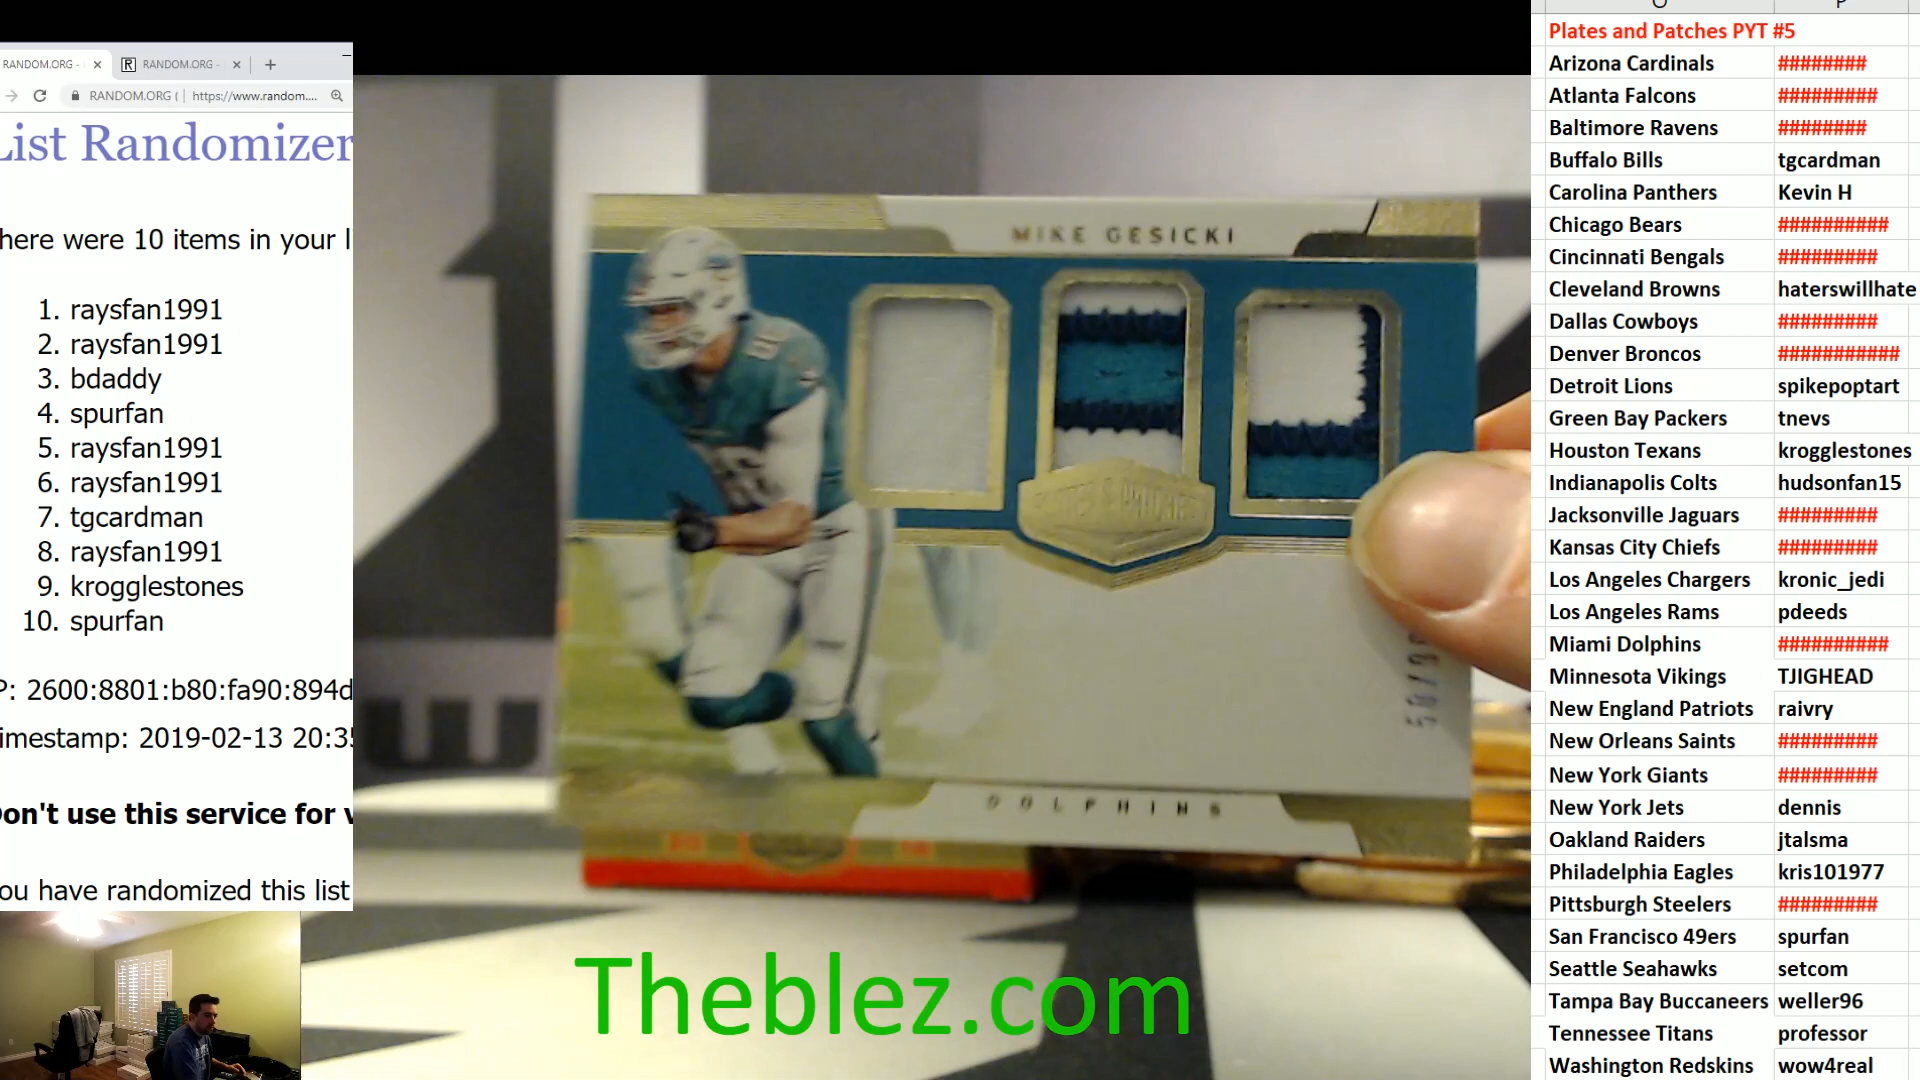 RANDOM.ORG -
RANDOM.ORG -
RANDOM.ORG (
https://www.random....
List Randomizer
here were 10 items in your l
1. raysfan1991
2. raysfan1991
3. bdaddy
4. spurfan
5. raysfan1991
6. raysfan1991
7. tgcardman
8. raysfan1991
9. krogglestones
10. spurfan
P: 2600:8801:b80:fa90:894d
imestamp: 2019-02-13 20:35
on't use this service for v
ou have randomized this list
MIKE GESICKI
PLATES & PATCHES
DOLPHINS
Theblez.com
O P
Plates and Patches PYT #5
Arizona Cardinals ########
Atlanta Falcons #########
Baltimore Ravens ########
Buffalo Bills tgcardman
Carolina Panthers Kevin H
Chicago Bears ##########
Cincinnati Bengals #########
Cleveland Browns haterswillhate
Dallas Cowboys #########
Denver Broncos ###########
Detroit Lions spikepoptart
Green Bay Packers tnevs
Houston Texans krogglestones
Indianapolis Colts hudsonfan15
Jacksonville Jaguars #########
Kansas City Chiefs #########
Los Angeles Chargers kronic_jedi
Los Angeles Rams pdeeds
Miami Dolphins ##########
Minnesota Vikings TJIGHEAD
New England Patriots raivry
New Orleans Saints #########
New York Giants #########
New York Jets dennis
Oakland Raiders jtalsma
Philadelphia Eagles kris101977
Pittsburgh Steelers #########
San Francisco 49ers spurfan
Seattle Seahawks setcom
Tampa Bay Buccaneers weller96
Tennessee Titans professor
Washington Redskins wow4real